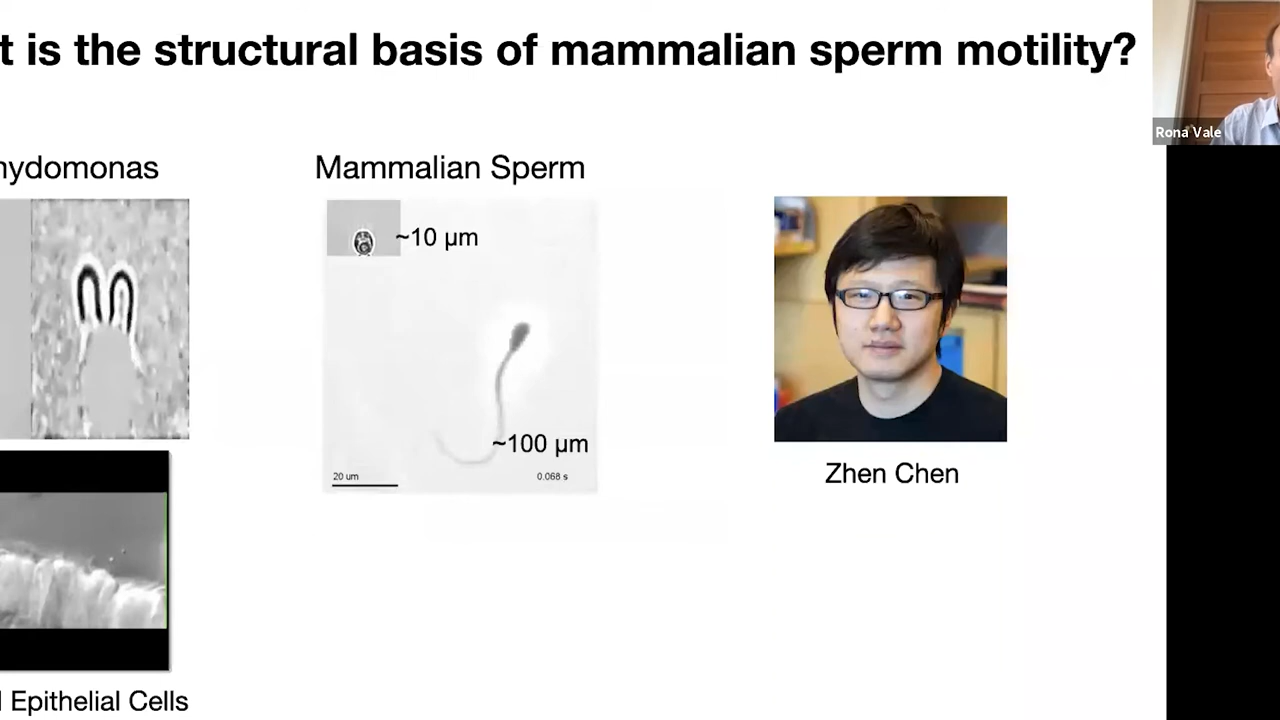 t is the structural basis of mammalian sperm motility?
Rona Vale
nydomonas
Mammalian Sperm
~10 µm
~100 µm
20 um
0.068 s
Zhen Chen
l Epithelial Cells